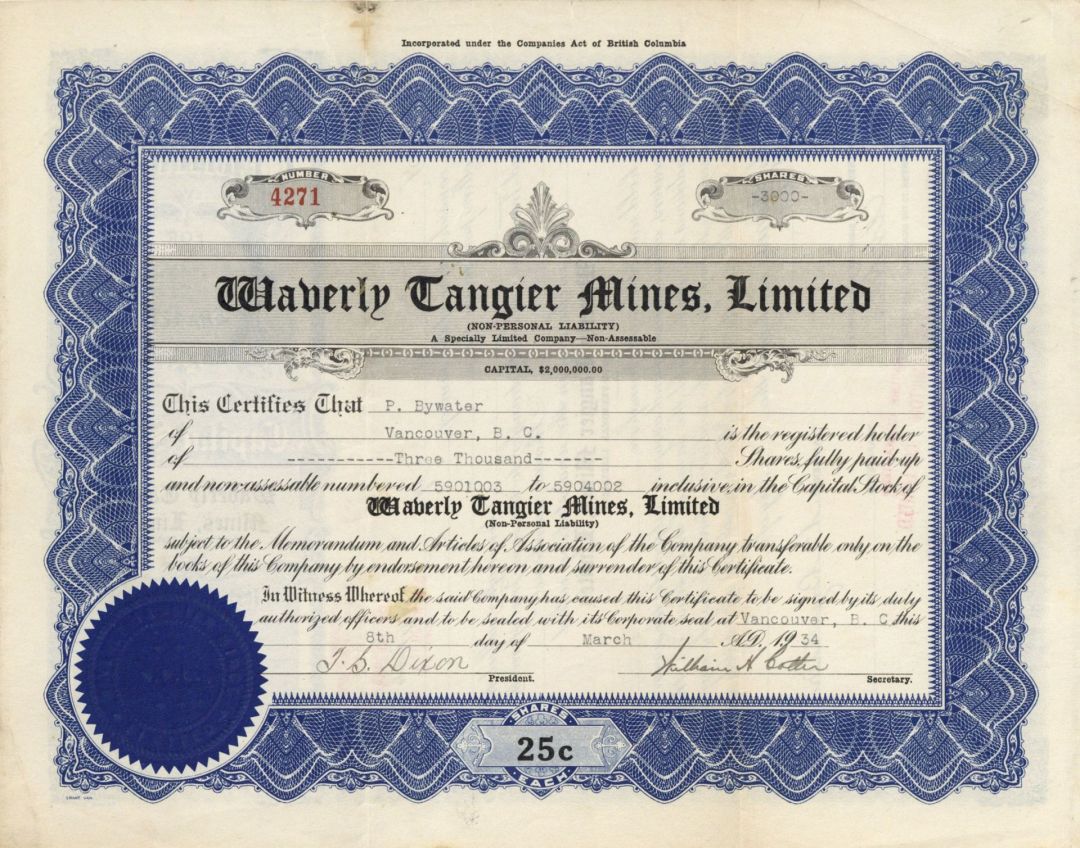 Incorporated under the Companies Act of British Columbia
NUMBER
4271
SHARES
-3000-
Waverly Tangier Mines, Limited
(NON-PERSONAL LIABILITY)
A Specially Limited Company—Non-Assessable
CAPITAL, $2,000,000.00
This Certifies That P. Bywater
of Vancouver, B. C. is the registered holder
of -----------Three Thousand------- Shares, fully paid up
and non-assessable numbered 5901003 to 5904002 inclusive, in the Capital Stock of
Waverly Tangier Mines, Limited
(Non-Personal Liability)
subject to the Memorandum and Articles of Association of the Company transferable only on the
books of this Company by endorsement hereon and surrender of this Certificate.
In Witness Whereof, the said Company has caused this Certificate to be signed by its duly
authorized officers and to be sealed with its Corporate seal at Vancouver, B. C this
8th day of March A.D. 1934
Dixon
President.
William H
Secretary.
SHARES
25c
EACH